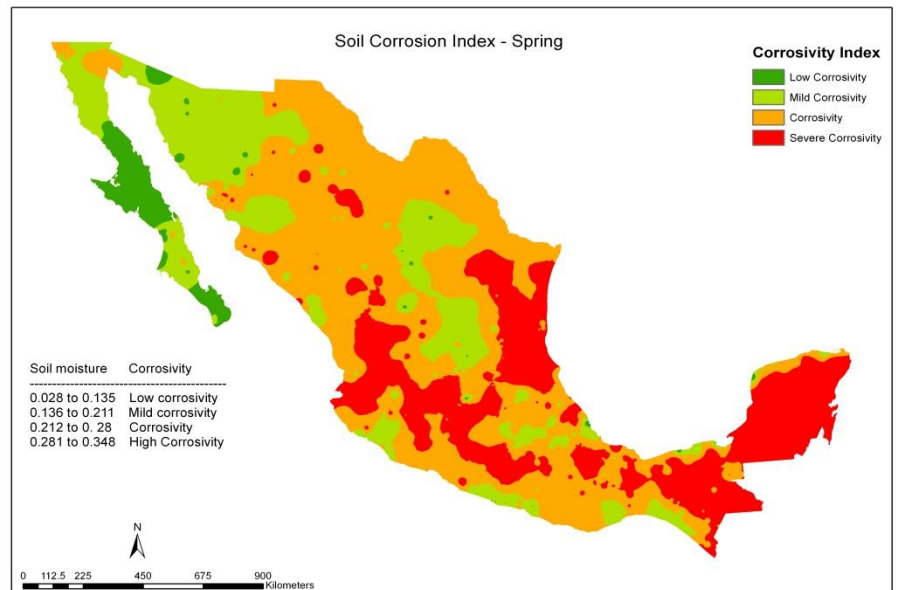 Soil Corrosion Index - Spring
Corrosivity Index
Low Corrosivity
Mild Corrosivity
Corrosivity
Severe Corrosivity
Soil moisture Corrosivity
--------------------------------------------
0.028 to 0.135 Low corrosivity
0.136 to 0.211 Mild corrosivity
0.212 to 0. 28 Corrosivity
0.281 to 0.348 High Corrosivity
N
0 112.5 225 450 675 900
Kilometers